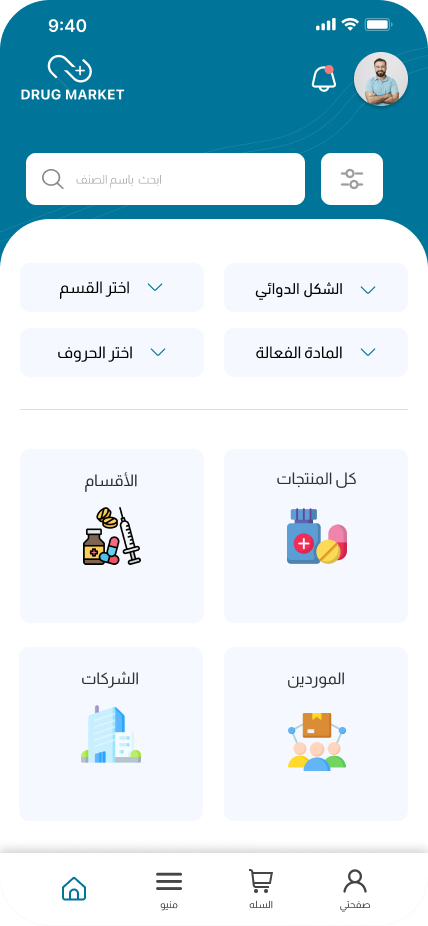 9:40
DRUG MARKET
ابحث باسم الصنف
الشكل الدوائي
اختر القسم
المادة الفعالة
اختر الحروف
كل المنتجات
الأقسام
الموردين
الشركات
صفحتي
السله
منيو